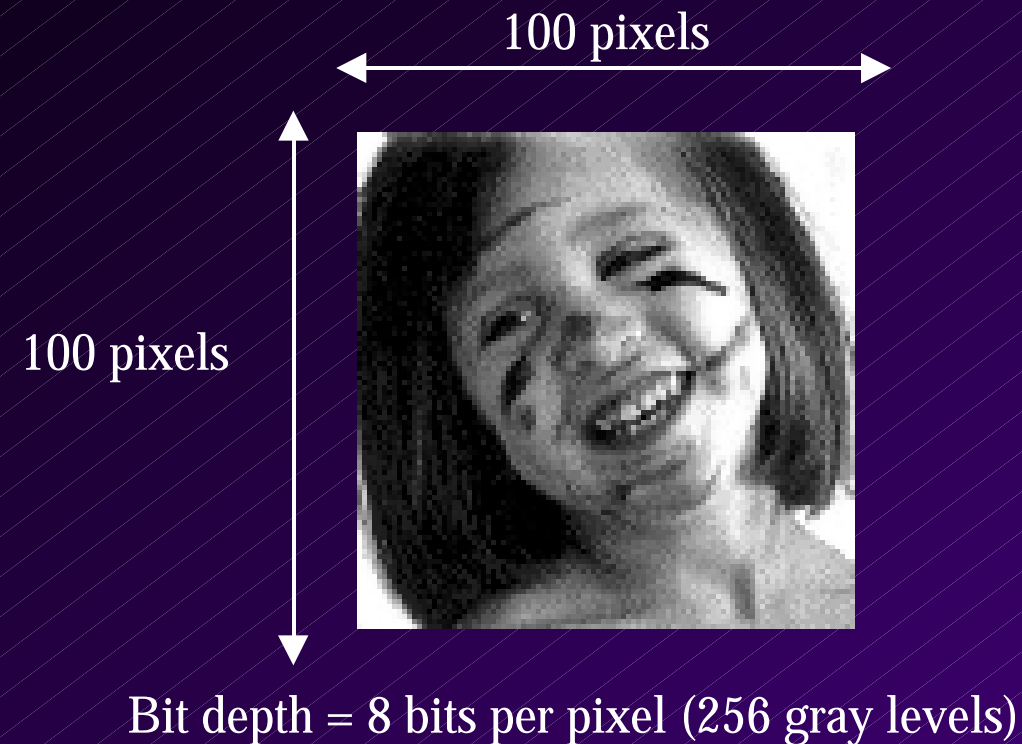 100 pixels
100 pixels
Bit depth = 8 bits per pixel (256 gray levels)